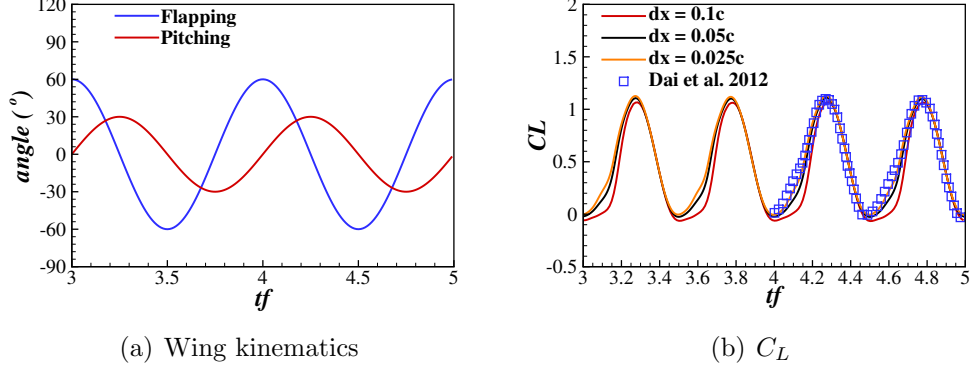 120
90
60
30
0
-30
-60
-90
angle ( º )
Flapping
Pitching
3
3.5
4
4.5
5
tf
(a) Wing kinematics
2
1.5
1
0.5
0
-0.5
CL
dx = 0.1c
dx = 0.05c
dx = 0.025c
Dai et al. 2012
3
3.2
3.4
3.6
3.8
4
4.2
4.4
4.6
4.8
5
tf
(b) C_L